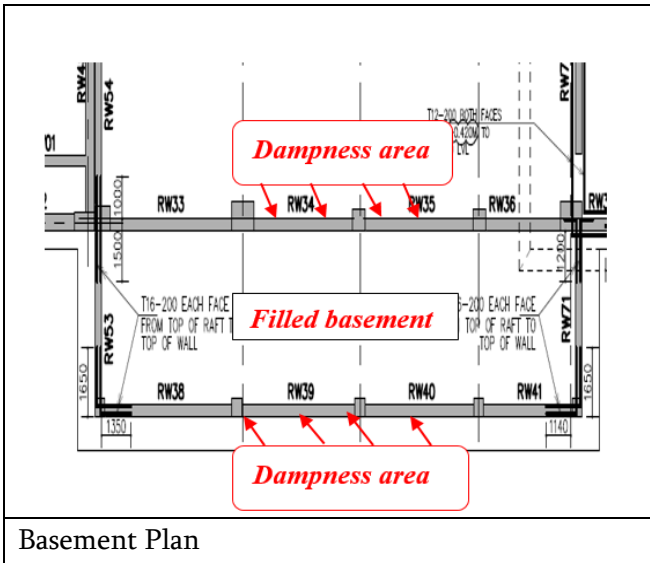 RW4
RW54
RW7
T12-200 BOTH FACES
0.420M TO
LVL
01
Dampness area
1000
RW33
RW34
RW35
RW36
1500
1200
T16-200 EACH FACE
FROM TOP OF RAFT T
TOP OF WALL
Filled basement
6-200 EACH FACE
TOP OF RAFT TO
TOP OF WALL
RW53
RW71
1650
RW38
RW39
RW40
RW41
1650
1350
1140
Dampness area
Basement Plan